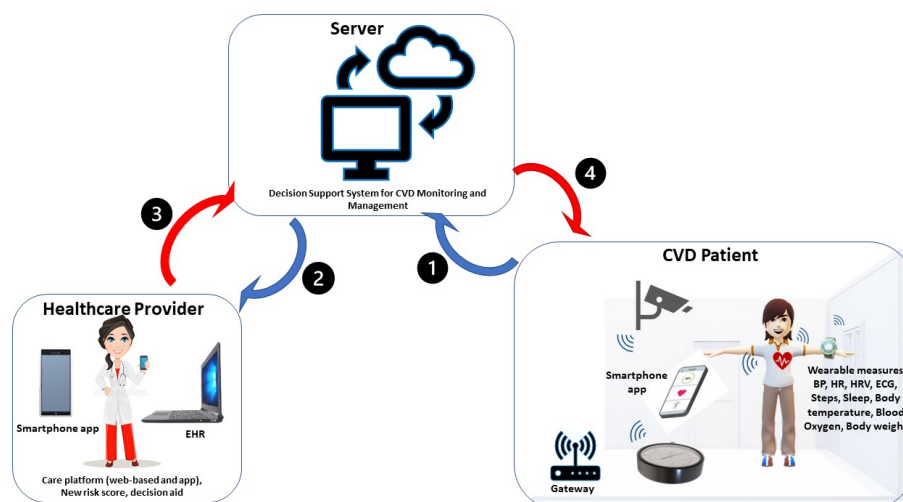 Server
Decision Support System for CVD Monitoring and
Management
4
3
1
2
CVD Patient
Healthcare Provider
Smartphone app
EHR
Care platform (web-based and app),
New risk score, decision aid
Smartphone
app
Wearable measures
BP, HR, HRV, ECG,
Steps, Sleep, Body
temperature, Blood
Oxygen, Body weigh
Gateway